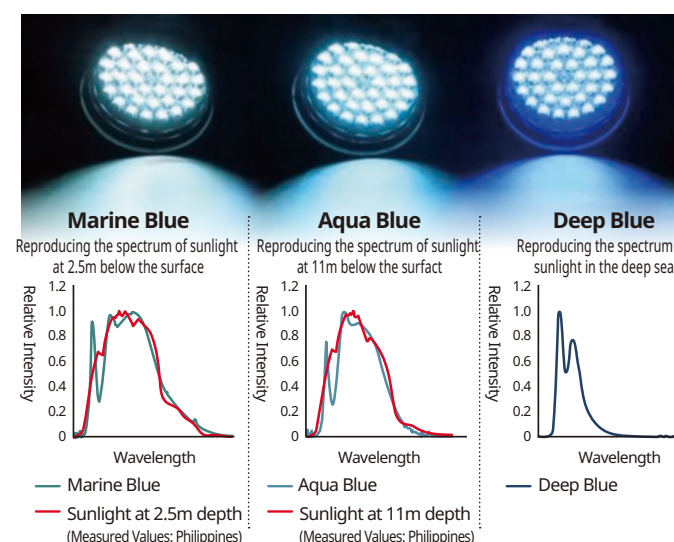 Marine Blue
Reproducing the spectrum of sunlight
at 2.5m below the surface
Relative Intensity
1.2
1.0
0.8
0.6
0.4
0.2
0
Wavelength
Marine Blue
Sunlight at 2.5m depth
(Measured Values: Philippines)
Aqua Blue
Reproducing the spectrum of sunlight
at 11m below the surfact
Relative Intensity
1.2
1.0
0.8
0.6
0.4
0.2
0
Wavelength
Aqua Blue
Sunlight at 11m depth
(Measured Values: Philippines)
Deep Blue
Reproducing the spectrum
sunlight in the deep sea
Relative Intensity
1.2
1.0
0.8
0.6
0.4
0.2
0
Wavelength
Deep Blue